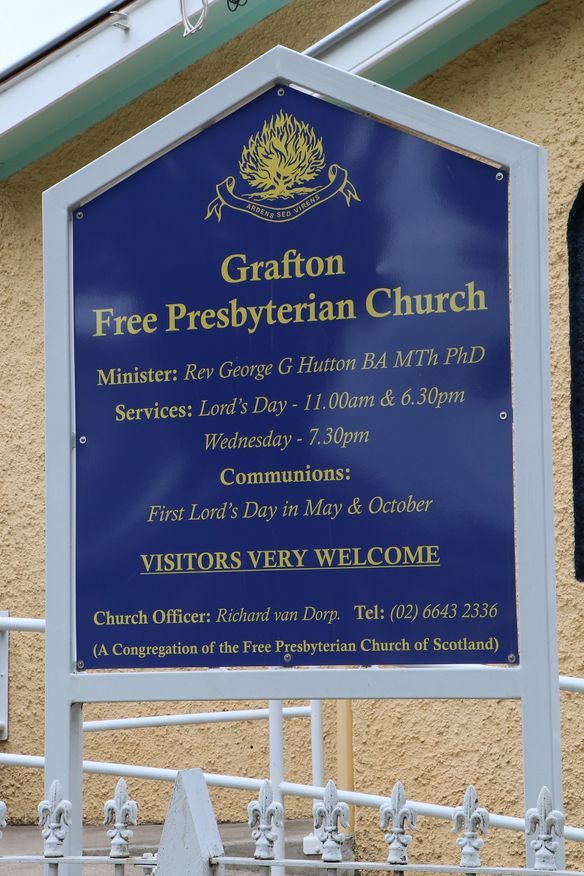 ARDENS SED VIRENS
Grafton
Free Presbyterian Church
Minister: Rev George G Hutton BA MTh PhD
Services: Lord's Day - 11.00am & 6.30pm
Wednesday - 7.30pm
Communions:
First Lord's Day in May & October
VISITORS VERY WELCOME
Church Officer: Richard van Dorp. Tel: (02) 6643 2336
(A Congregation of the Free Presbyterian Church of Scotland)